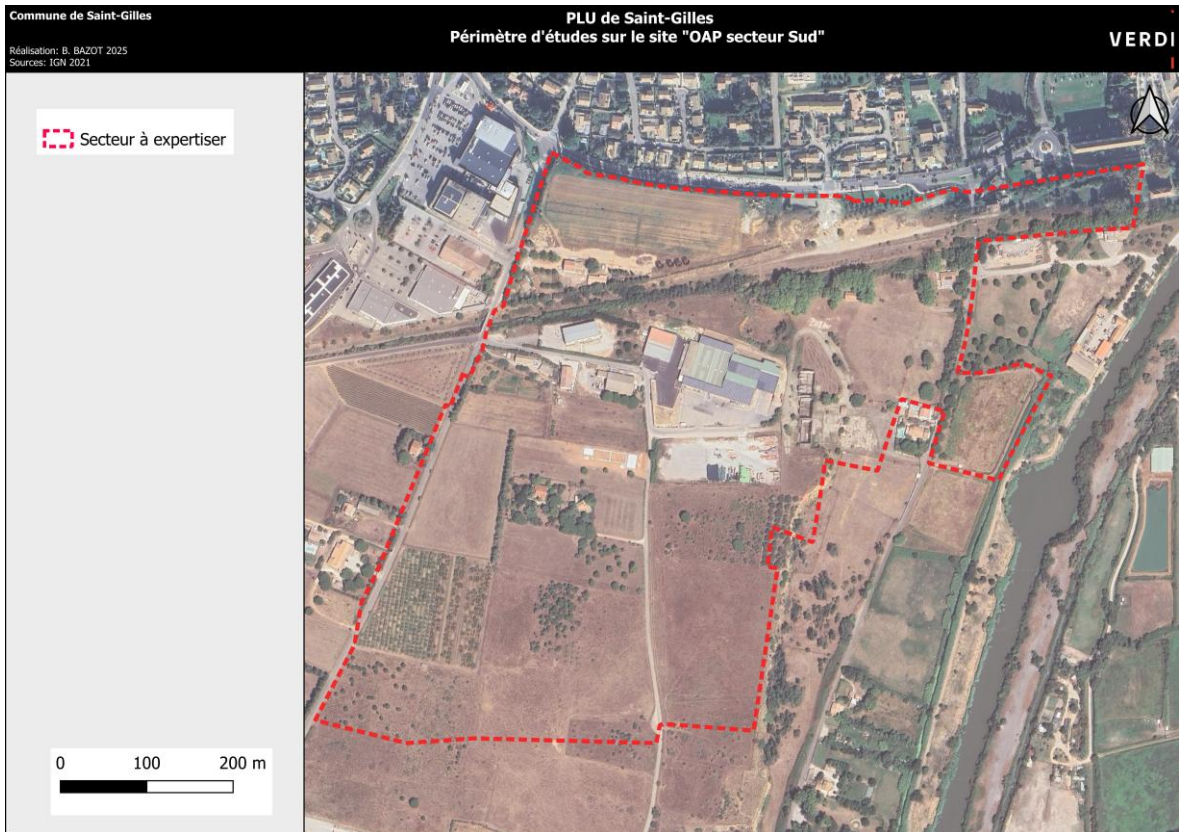 Commune de Saint-Gilles
Réalisation: B. BAZOT 2025
Sources: IGN 2021
PLU de Saint-Gilles
Périmètre d'études sur le site "OAP secteur Sud"
VERDI
Secteur à expertiser
0 100 200 m